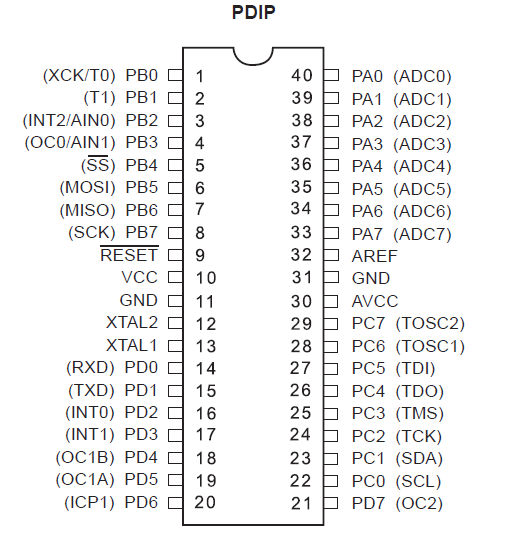 PDIP
(XCK/T0) PB0 1 40 PA0 (ADC0)
(T1) PB1 2 39 PA1 (ADC1)
(INT2/AIN0) PB2 3 38 PA2 (ADC2)
(OC0/AIN1) PB3 4 37 PA3 (ADC3)
(S̅S̅) PB4 5 36 PA4 (ADC4)
(MOSI) PB5 6 35 PA5 (ADC5)
(MISO) PB6 7 34 PA6 (ADC6)
(SCK) PB7 8 33 PA7 (ADC7)
R̅E̅S̅E̅T̅ 9 32 AREF
VCC 10 31 GND
GND 11 30 AVCC
XTAL2 12 29 PC7 (TOSC2)
XTAL1 13 28 PC6 (TOSC1)
(RXD) PD0 14 27 PC5 (TDI)
(TXD) PD1 15 26 PC4 (TDO)
(INT0) PD2 16 25 PC3 (TMS)
(INT1) PD3 17 24 PC2 (TCK)
(OC1B) PD4 18 23 PC1 (SDA)
(OC1A) PD5 19 22 PC0 (SCL)
(ICP1) PD6 20 21 PD7 (OC2)